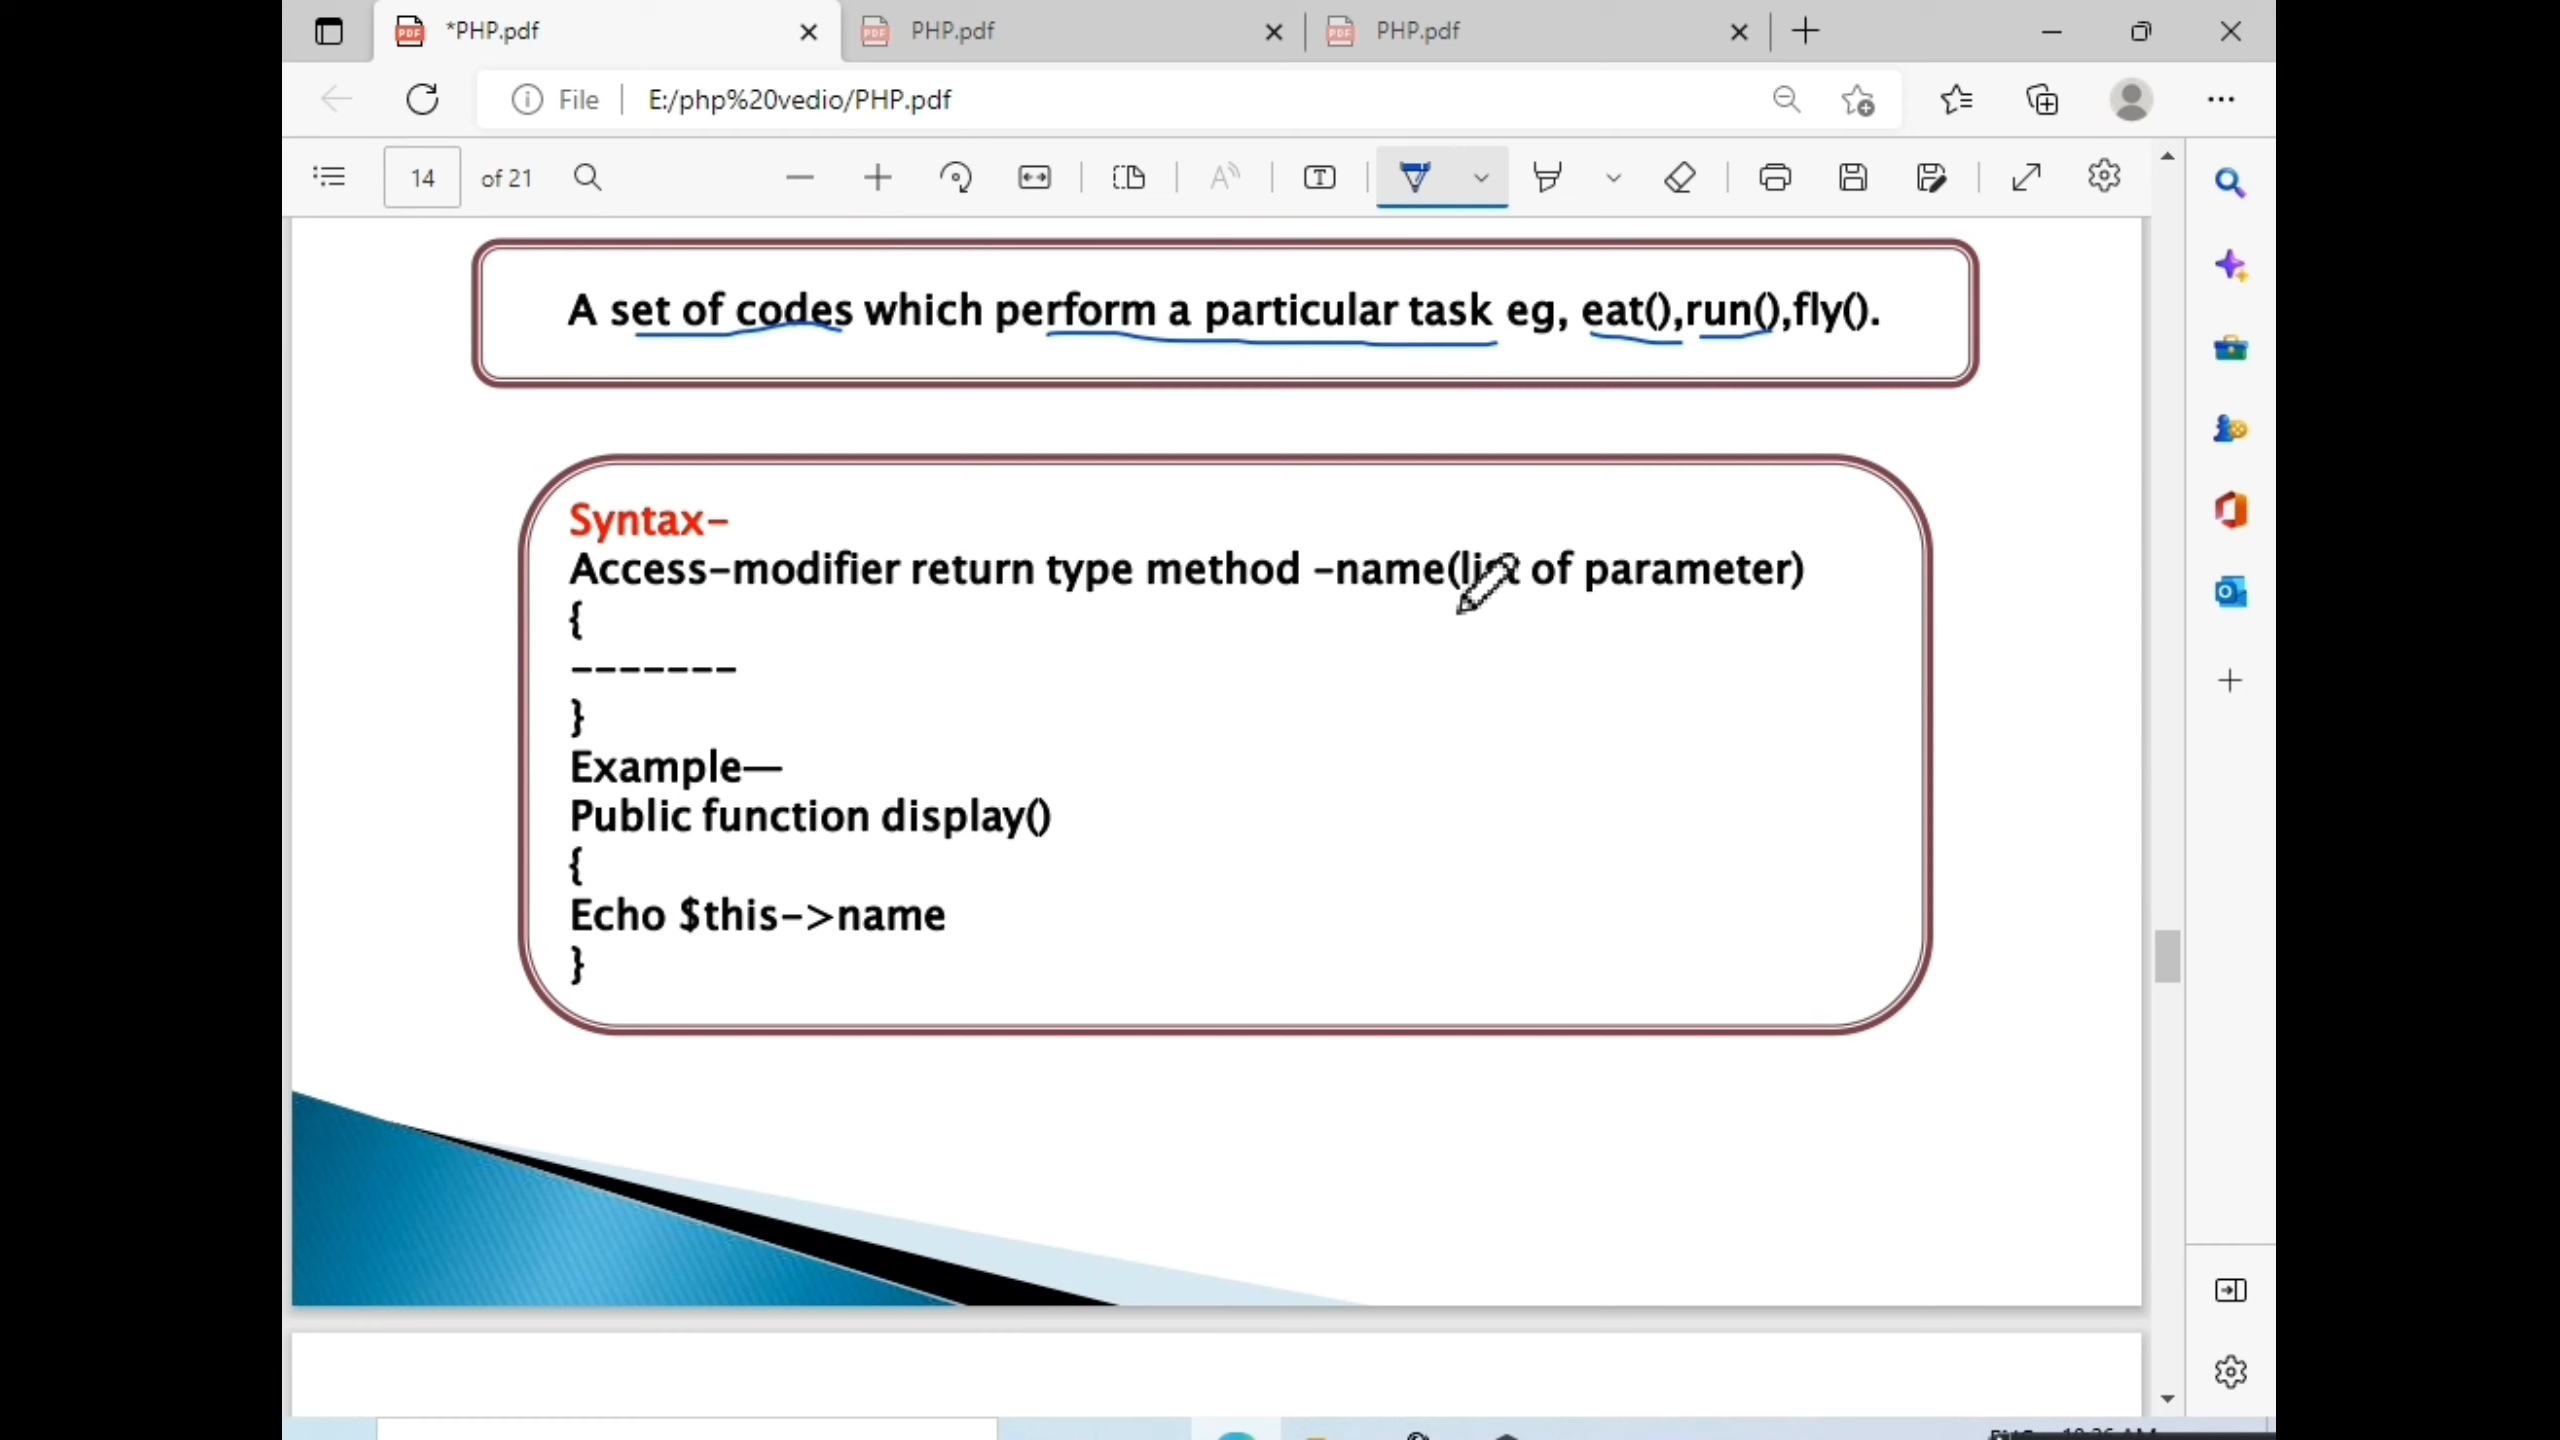 *PHP.pdf
PHP.pdf
PHP.pdf
File
E:/php%20vedio/PHP.pdf
14 of 21
A set of codes which perform a particular task eg, eat(),run(),fly().
Syntax-
Access-modifier return type method -name(list of parameter)
{
-------
}
Example—
Public function display()
{
Echo $this->name
}